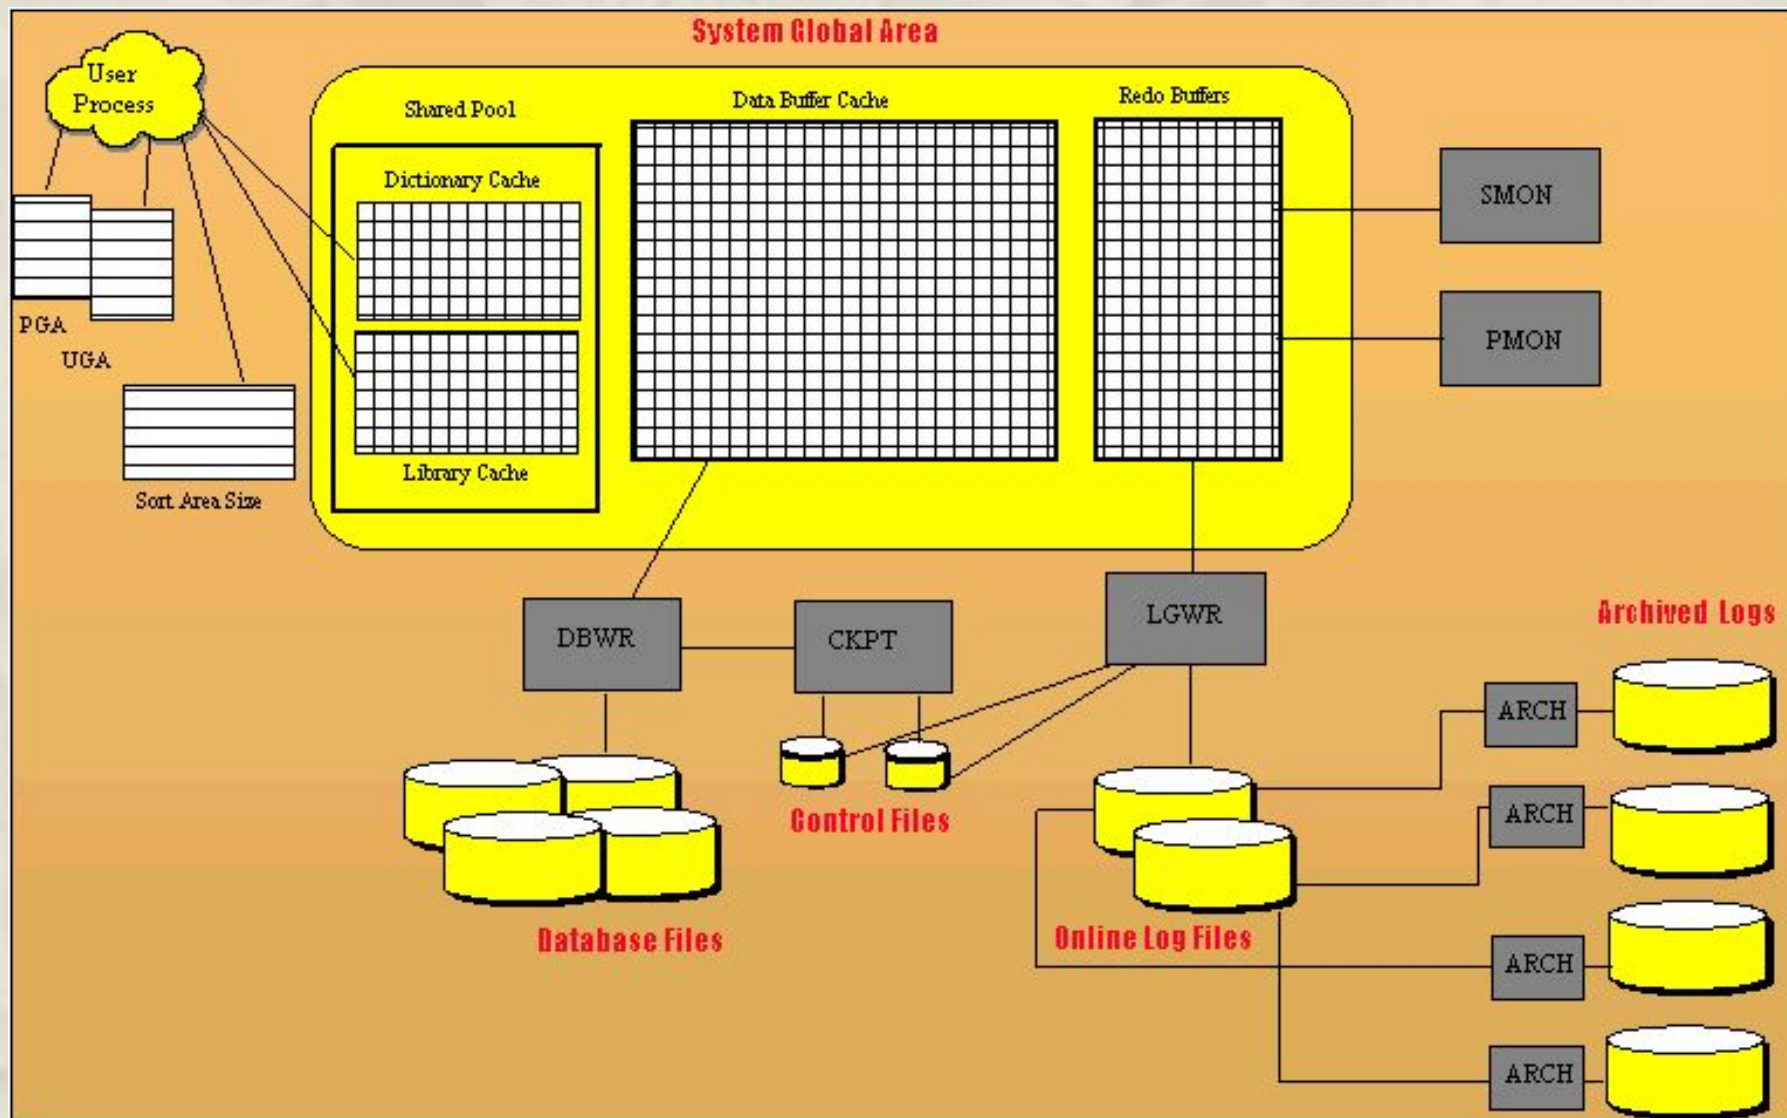 System Global Area
User
Process
Shared Pool
Data Buffer Cache
Redo Buffers
Dictionary Cache
SMON
PGA
UGA
PMON
Library Cache
Sort Area Size
DBWR
CKPT
LGWR
Archived Logs
ARCH
ARCH
Control Files
Database Files
Online Log Files
ARCH
ARCH